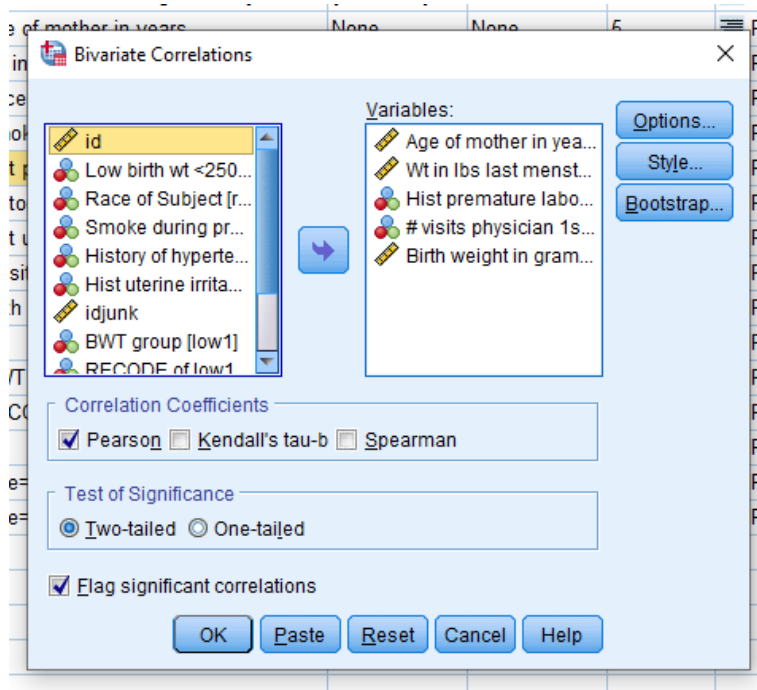 e of mother in years None None 5
Bivariate Correlations
Variables:
id
Low birth wt <250...
Race of Subject [r...
Smoke during pr...
History of hyperte...
Hist uterine irrita...
idjunk
BWT group [low1]
RECODE of low1
Age of mother in yea...
Wt in lbs last menst...
Hist premature labo...
# visits physician 1s...
Birth weight in gram...
Options...
Style...
Bootstrap...
Correlation Coefficients
Pearson Kendall's tau-b Spearman
Test of Significance
Two-tailed One-tailed
Flag significant correlations
OK Paste Reset Cancel Help